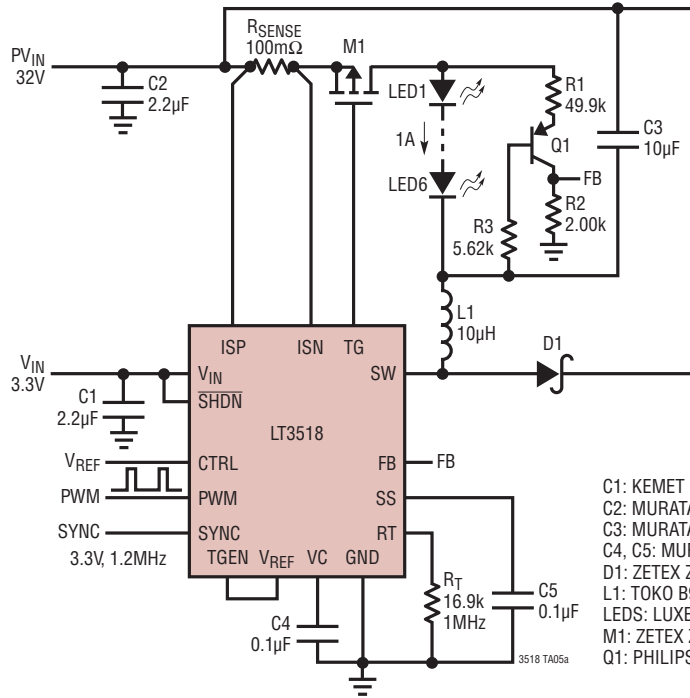 PVIN
32V
RSENSE
100mΩ
M1
C2
2.2µF
LED1
1A
LED6
R1
49.9k
Q1
FB
C3
10µF
R3
5.62k
R2
2.00k
L1
10µH
D1
VIN
3.3V
C1
2.2µF
ISP ISN TG
VIN
SW
SHDN
LT3518
VREF
CTRL
FB
FB
PWM
PWM
SS
SYNC
SYNC
RT
3.3V, 1.2MHz
TGEN VREF VC GND
RT
16.9k
1MHz
C4
0.1µF
C5
0.1µF
3518 TA05a
C1: KEMET
C2: MURATA
C3: MURATA
C4, C5:
D1: ZETEX
L1: TOKO
LEDS:
M1: ZETEX
Q1: PHILIPS